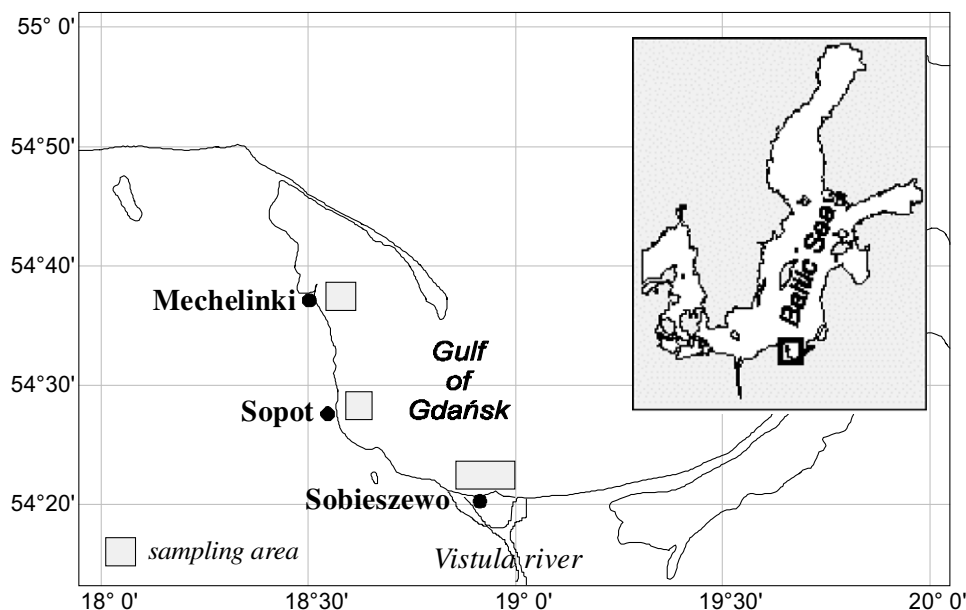 55° 0'
54°50'
54°40'
54°30'
54°20'
Baltic Sea
Mechelinki
Gulf
of
Gdańsk
Sopot
Sobieszewo
sampling area
Vistula river
18° 0'
18°30'
19° 0'
19°30'
20° 0'